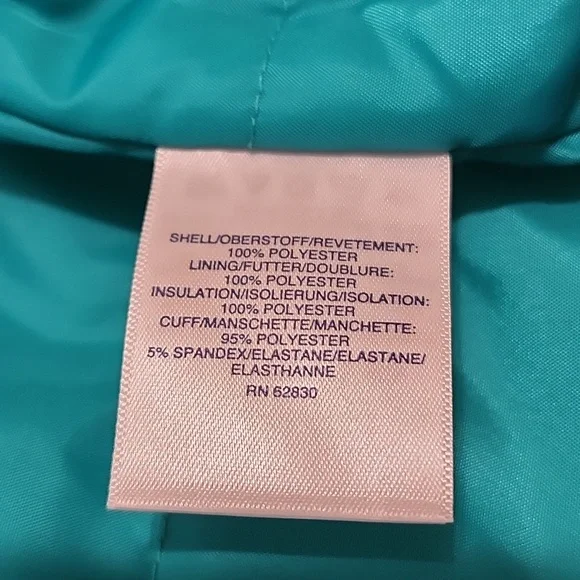 SHELL/OBERSTOFF/REVETEMENT:
100% POLYESTER
LINING/FUTTER/DOUBLURE:
100% POLYESTER
INSULATION/ISOLIERUNG/ISOLATION:
100% POLYESTER
CUFF/MANSCHETTE/MANCHETTE:
95% POLYESTER
5% SPANDEX/ELASTANE/ELASTANE/
ELASTHANNE
RN 62830